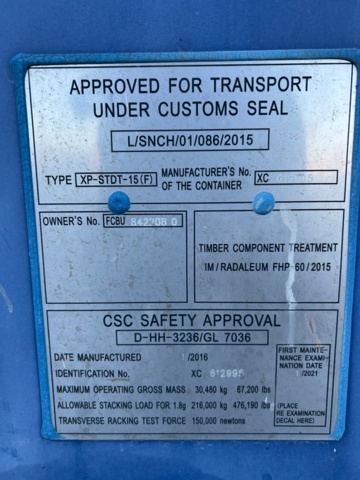 APPROVED FOR TRANSPORT
UNDER CUSTOMS SEAL
L/SNCH/01/086/2015
TYPE XP-STDT-15(F)
MANUFACTURER'S No.
OF THE CONTAINER XC
OWNER'S No. FCBU 842208 0
TIMBER COMPONENT TREATMENT
IM/RADALEUM FHP-60/2015
CSC SAFETY APPROVAL
D-HH-3236/GL 7036
DATE MANUFACTURED /2016
IDENTIFICATION No. XC 612995
MAXIMUM OPERATING GROSS MASS: 30,480 kg 67,200 lbs
ALLOWABLE STACKING LOAD FOR 1.8g 216,000 kg 476,190 lbs
TRANSVERSE RACKING TEST FORCE 150,000 newtons
FIRST MAINTE-
NANCE EXAMI-
NATION DATE
/2021
(PLACE
RE EXAMINATION
DECAL HERE)